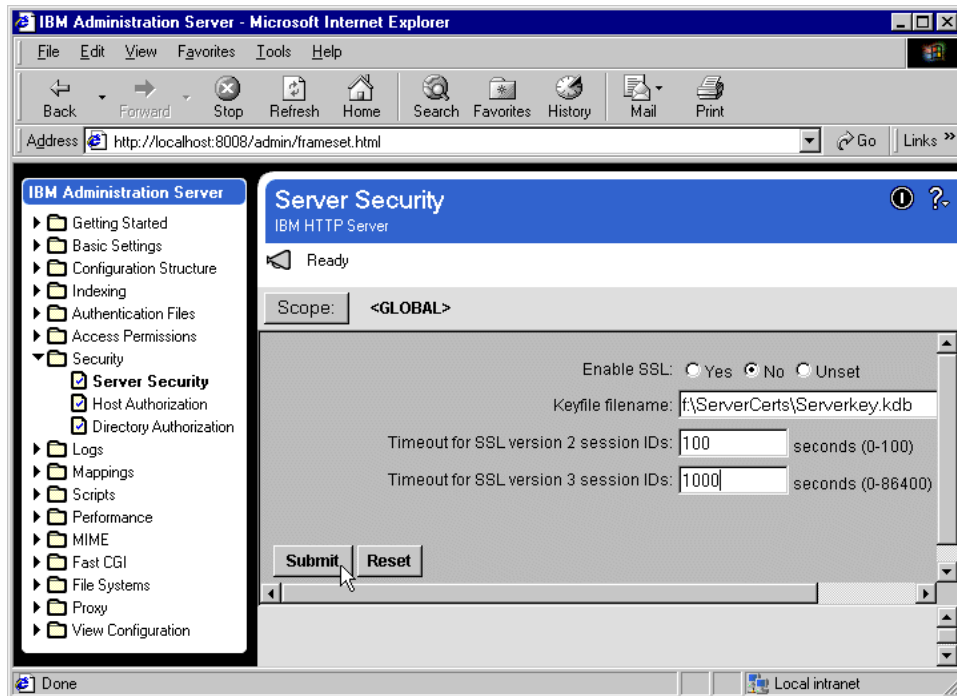 IBM Administration Server - Microsoft Internet Explorer
File Edit View Favorites Tools Help
Back Forward Stop Refresh Home Search Favorites History Mail Print
Address http://localhost:8008/admin/frameset.html Go Links »
IBM Administration Server
Getting Started
Basic Settings
Configuration Structure
Indexing
Authentication Files
Access Permissions
Security
Server Security
Host Authorization
Directory Authorization
Logs
Mappings
Scripts
Performance
MIME
Fast CGI
File Systems
Proxy
View Configuration
Server Security
IBM HTTP Server
Ready
Scope: <GLOBAL>
Enable SSL: Yes No Unset
Keyfile filename: f:\ServerCerts\Serverkey.kdb
Timeout for SSL version 2 session IDs: 100 seconds (0-100)
Timeout for SSL version 3 session IDs: 1000 seconds (0-86400)
Submit Reset
Done Local intranet